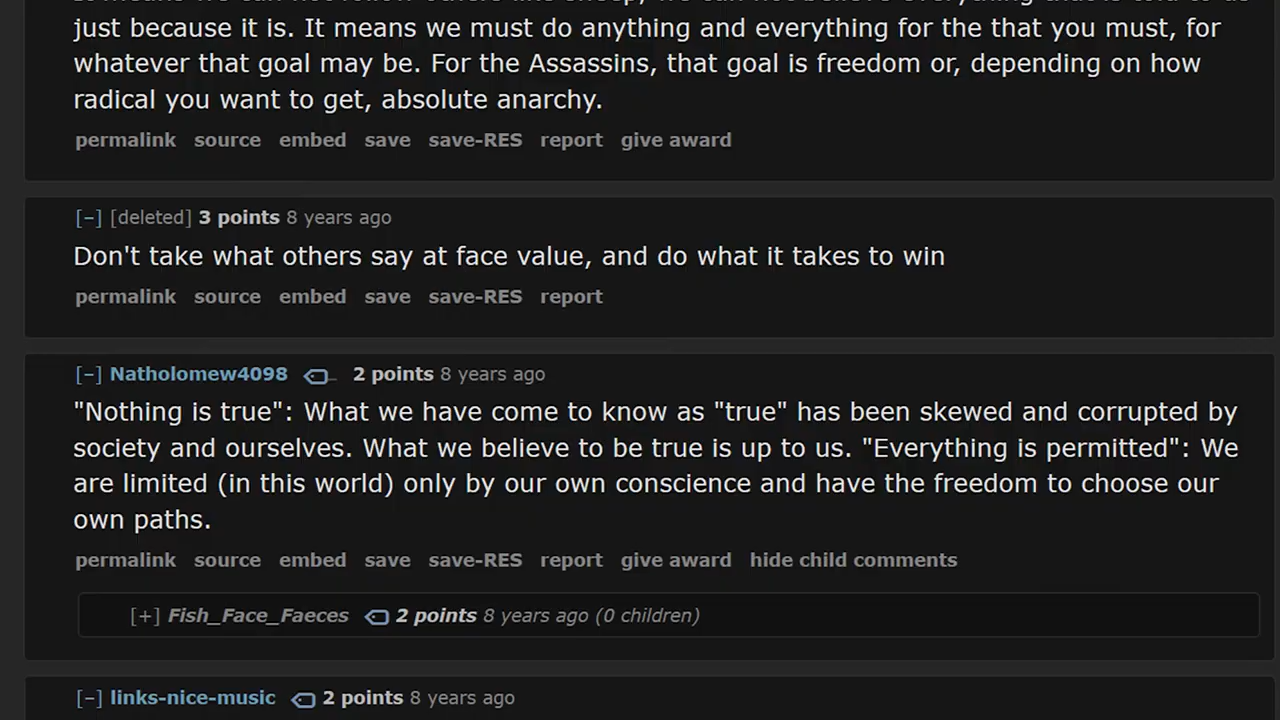 just because it is. It means we must do anything and everything for the that you must, for
whatever that goal may be. For the Assassins, that goal is freedom or, depending on how
radical you want to get, absolute anarchy.
permalink source embed save save-RES report give award
[–] [deleted] 3 points 8 years ago
Don't take what others say at face value, and do what it takes to win
permalink source embed save save-RES report
[–] Natholomew4098 2 points 8 years ago
"Nothing is true": What we have come to know as "true" has been skewed and corrupted by
society and ourselves. What we believe to be true is up to us. "Everything is permitted": We
are limited (in this world) only by our own conscience and have the freedom to choose our
own paths.
permalink source embed save save-RES report give award hide child comments
[+] Fish_Face_Faeces 2 points 8 years ago (0 children)
[–] links-nice-music 2 points 8 years ago